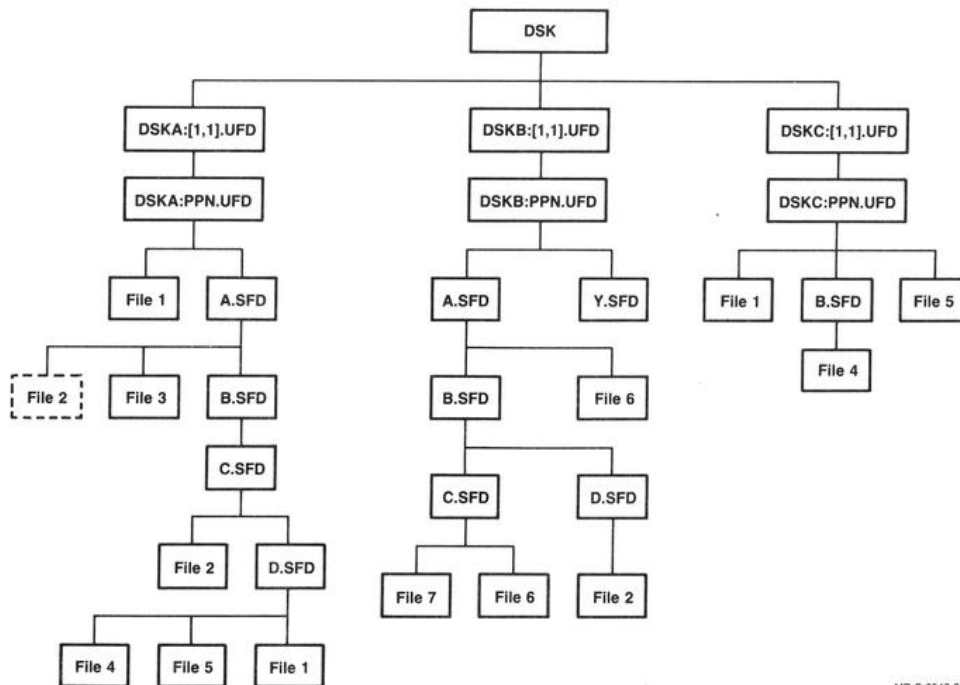 DSK
DSKA:[1,1].UFD
DSKB:[1,1].UFD
DSKC:[1,1].UFD
DSKA:PPN.UFD
DSKB:PPN.UFD
DSKC:PPN.UFD
File 1
A.SFD
A.SFD
Y.SFD
File 1
B.SFD
File 5
File 2
File 3
B.SFD
B.SFD
File 6
File 4
C.SFD
C.SFD
D.SFD
File 2
D.SFD
File 7
File 6
File 2
File 4
File 5
File 1